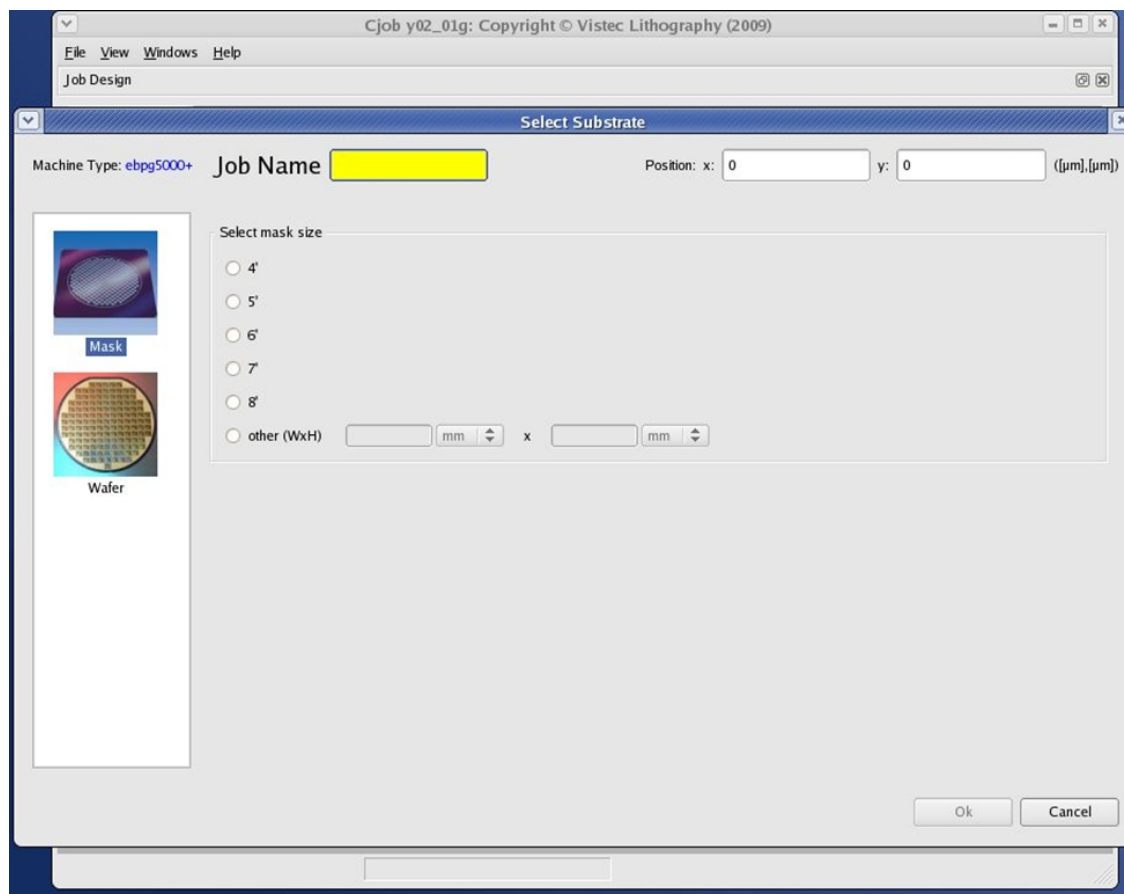 Cjob y02_01g: Copyright © Vistec Lithography (2009)
File View Windows Help
Job Design
Select Substrate
Machine Type: ebpg5000+ Job Name Position: x: 0 y: 0 ([µm],[µm])
Select mask size
4'
5'
6'
7'
8'
other (WxH) mm x mm
Mask
Wafer
Ok Cancel